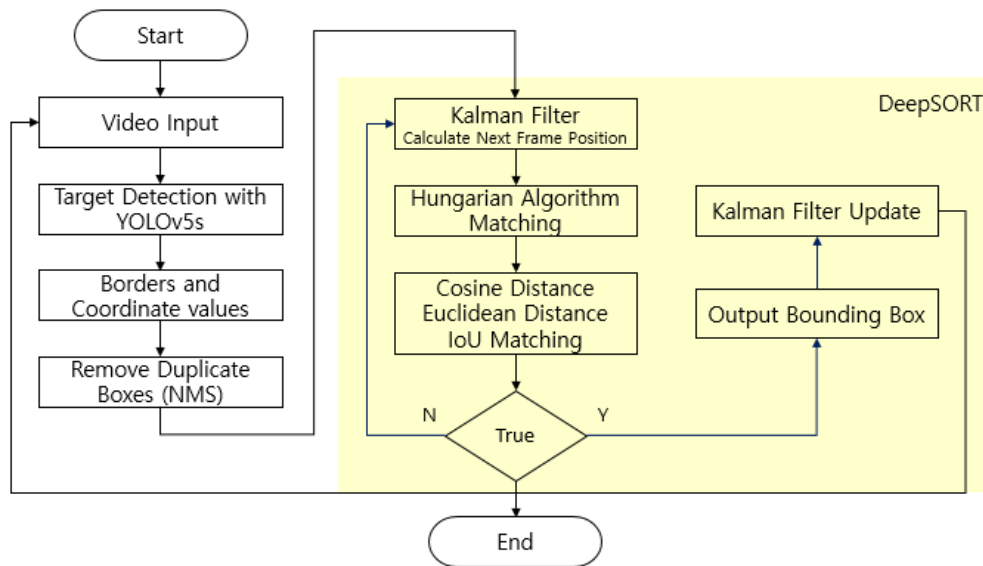 Start
Video Input
Target Detection with
YOLOv5s
Borders and
Coordinate values
Remove Duplicate
Boxes (NMS)
DeepSORT
Kalman Filter
Calculate Next Frame Position
Hungarian Algorithm
Matching
Cosine Distance
Euclidean Distance
IoU Matching
N
True
Y
Output Bounding Box
Kalman Filter Update
End